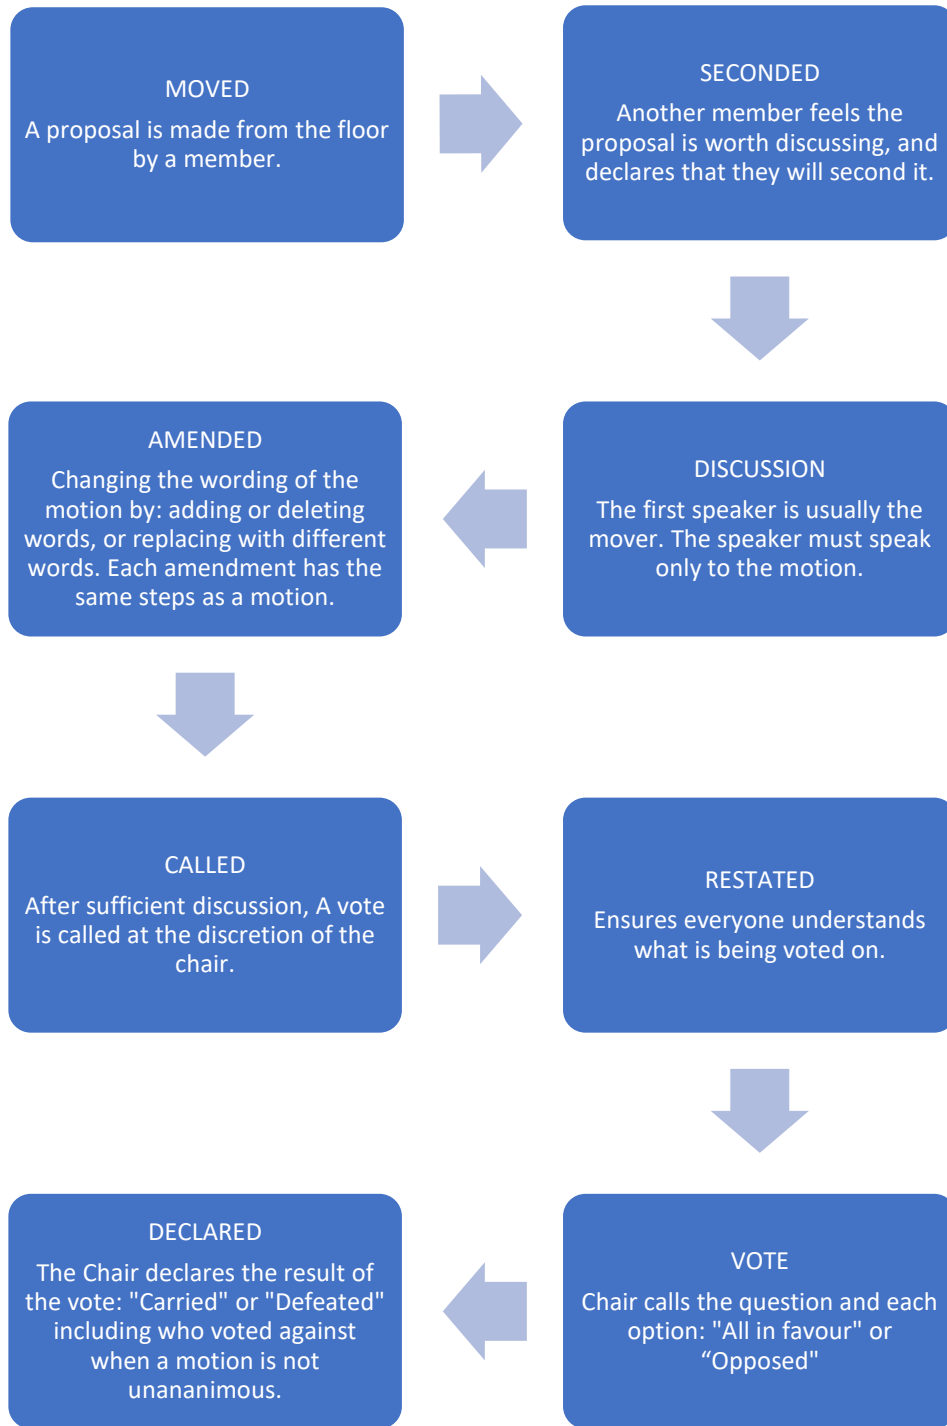 MOVED
A proposal is made from the floor
by a member.
SECONDED
Another member feels the
proposal is worth discussing, and
declares that they will second it.
DISCUSSION
The first speaker is usually the
mover. The speaker must speak
only to the motion.
AMENDED
Changing the wording of the
motion by: adding or deleting
words, or replacing with different
words. Each amendment has the
same steps as a motion.
CALLED
After sufficient discussion, A vote
is called at the discretion of the
chair.
RESTATED
Ensures everyone understands
what is being voted on.
VOTE
Chair calls the question and each
option: "All in favour" or
“Opposed"
DECLARED
The Chair declares the result of
the vote: "Carried" or "Defeated"
including who voted against
when a motion is not
unananimous.